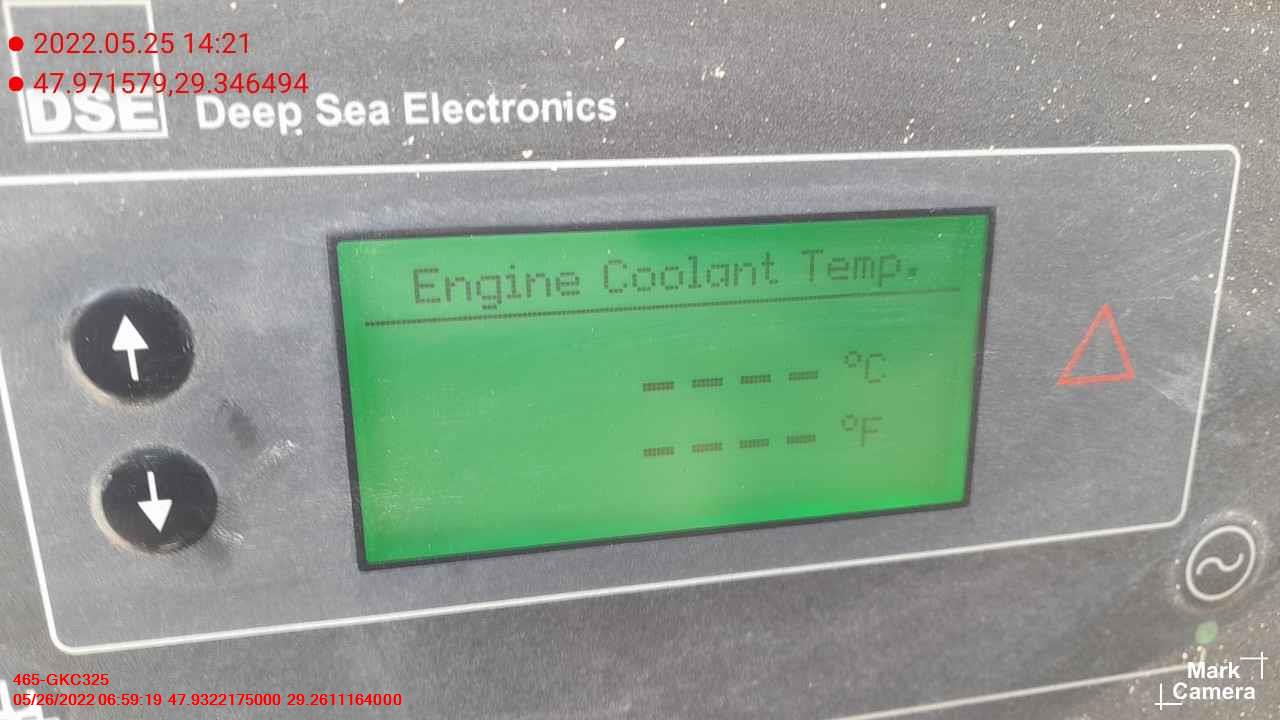 2022.05.25 14:21
47.971579,29.346494
DSE Deep Sea Electronics
Engine Coolant Temp.
---- °C
---- °F
465-GKC325
05/26/2022 06:59:19 47.9322175000 29.2611164000
Mark
Camera